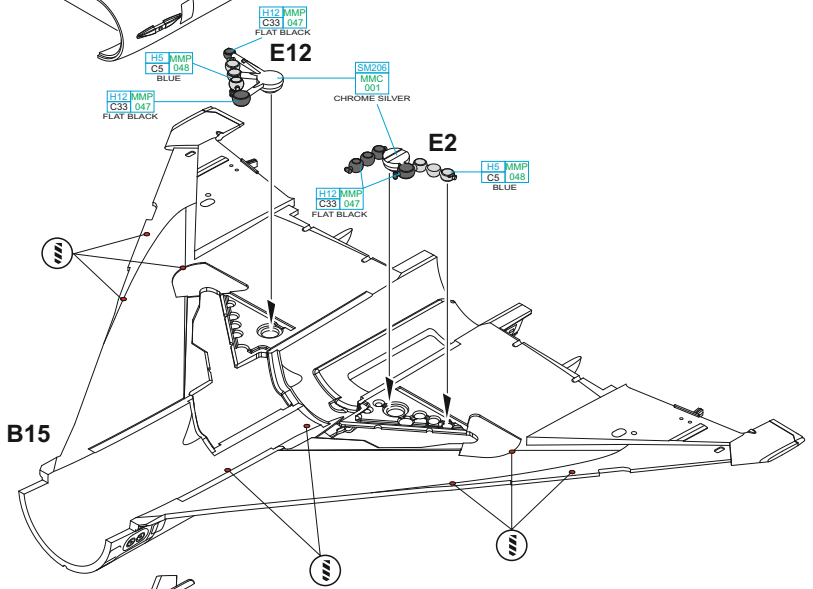 H12 MMP
C33 047
FLAT BLACK
E12
H5 MMP
C5 048
BLUE
SM206
MMC
001
CHROME SILVER
H12 MMP
C33 047
FLAT BLACK
E2
H5 MMP
C5 048
BLUE
H12 MMP
C33 047
FLAT BLACK
B15